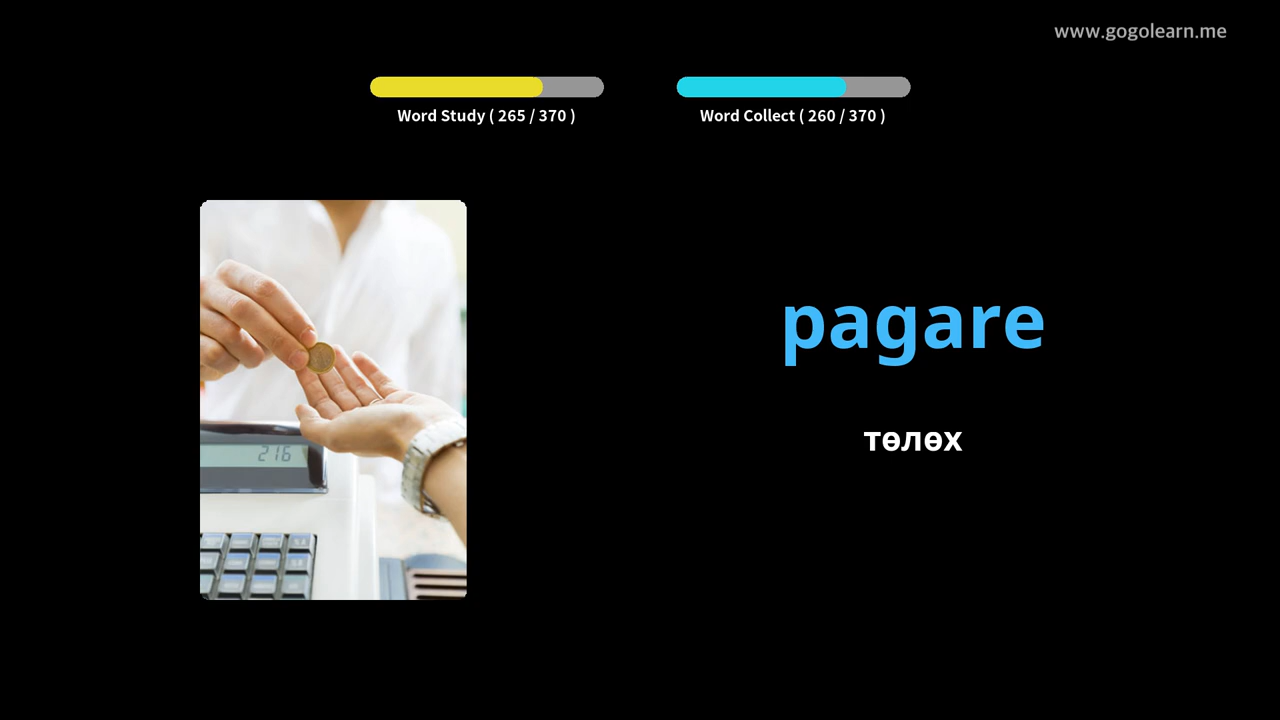 www.gogolearn.me
Word Study ( 265 / 370 )
Word Collect ( 260 / 370 )
pagare
төлөх
216